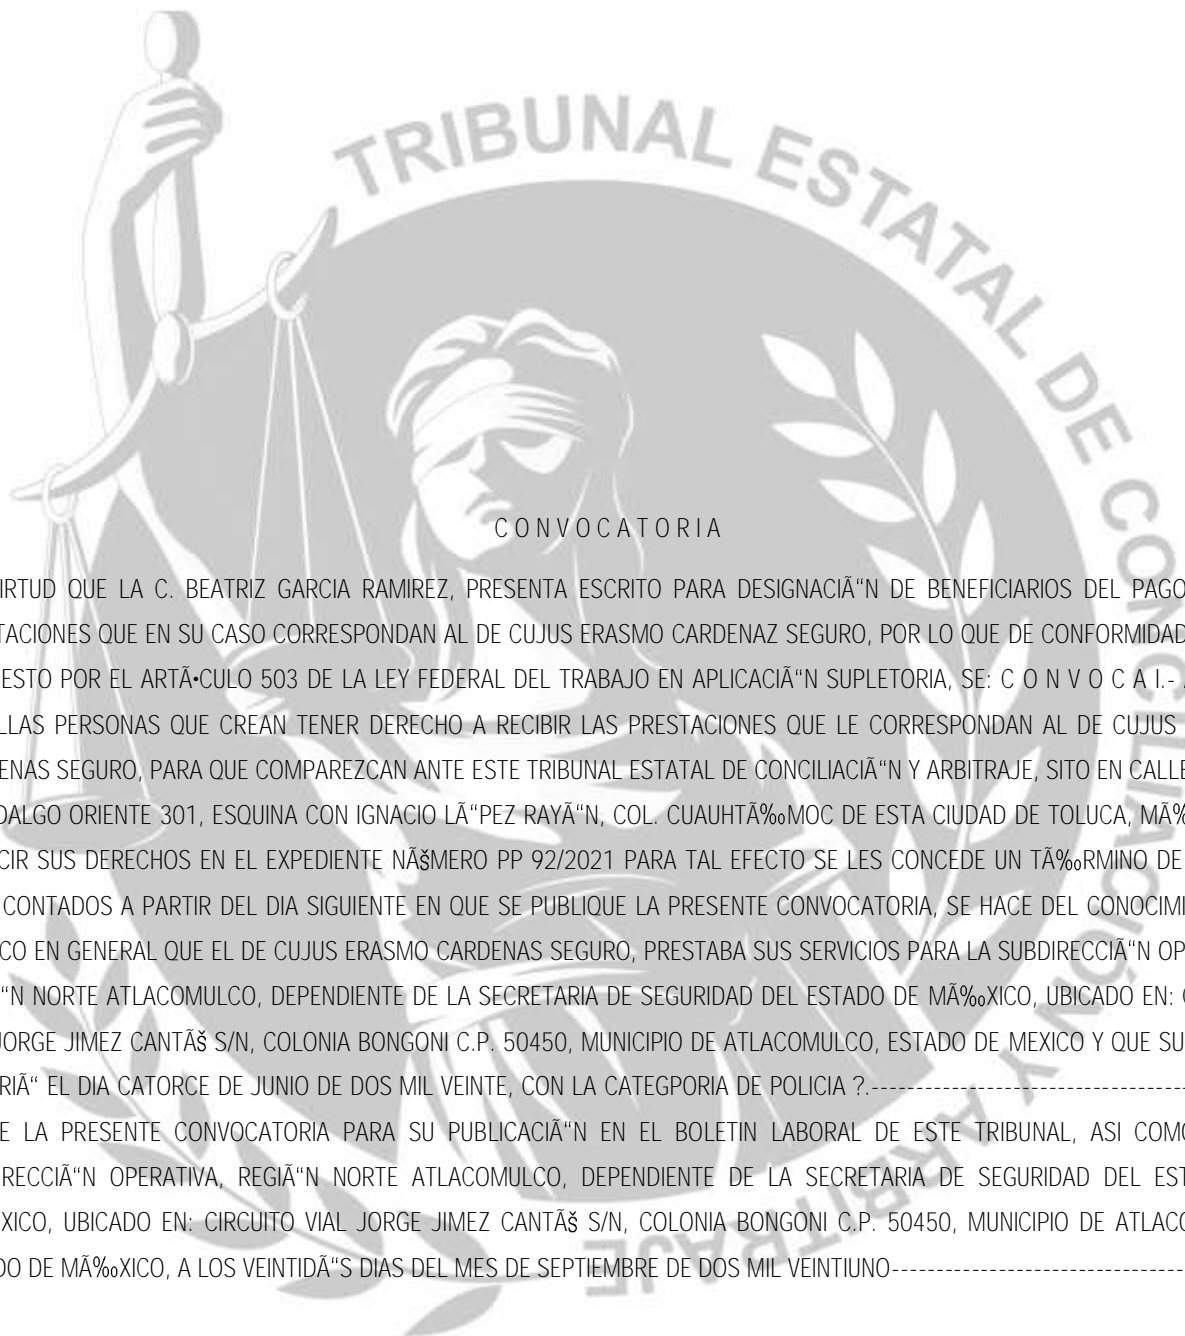 TRIBUNAL ESTATAL DE CONCILIACIÓN Y ARBITRAJE
C O N V O C A T O R I A
IRTUD QUE LA C. BEATRIZ GARCIA RAMIREZ, PRESENTA ESCRITO PARA DESIGNACIÃ“N DE BENEFICIARIOS DEL PAGO
TACIONES QUE EN SU CASO CORRESPONDAN AL DE CUJUS ERASMO CARDENAZ SEGURO, POR LO QUE DE CONFORMIDAD
ESTO POR EL ARTÃ•CULO 503 DE LA LEY FEDERAL DEL TRABAJO EN APLICACIÃ“N SUPLETORIA, SE: C O N V O C A I.-
LLAS PERSONAS QUE CREAN TENER DERECHO A RECIBIR LAS PRESTACIONES QUE LE CORRESPONDAN AL DE CUJUS
ENAS SEGURO, PARA QUE COMPAREZCAN ANTE ESTE TRIBUNAL ESTATAL DE CONCILIACIÃ“N Y ARBITRAJE, SITO EN CALLE
DALGO ORIENTE 301, ESQUINA CON IGNACIO LÃ“PEZ RAYÃ“N, COL. CUAUHTÃ‰MOC DE ESTA CIUDAD DE TOLUCA, MÃ‰
CIR SUS DERECHOS EN EL EXPEDIENTE NÃšMERO PP 92/2021 PARA TAL EFECTO SE LES CONCEDE UN TÃ‰RMINO DE
CONTADOS A PARTIR DEL DIA SIGUIENTE EN QUE SE PUBLIQUE LA PRESENTE CONVOCATORIA, SE HACE DEL CONOCIMI
CO EN GENERAL QUE EL DE CUJUS ERASMO CARDENAS SEGURO, PRESTABA SUS SERVICIOS PARA LA SUBDIRECCIÃ“N OP
“N NORTE ATLACOMULCO, DEPENDIENTE DE LA SECRETARIA DE SEGURIDAD DEL ESTADO DE MÃ‰XICO, UBICADO EN:
JORGE JIMEZ CANTÃš S/N, COLONIA BONGONI C.P. 50450, MUNICIPIO DE ATLACOMULCO, ESTADO DE MEXICO Y QUE SU
RIÃ“ EL DIA CATORCE DE JUNIO DE DOS MIL VEINTE, CON LA CATEGPORIA DE POLICIA ?.-----------------------------------
E LA PRESENTE CONVOCATORIA PARA SU PUBLICACIÃ“N EN EL BOLETIN LABORAL DE ESTE TRIBUNAL, ASI COMO
RECCIÃ“N OPERATIVA, REGIÃ“N NORTE ATLACOMULCO, DEPENDIENTE DE LA SECRETARIA DE SEGURIDAD DEL EST
XICO, UBICADO EN: CIRCUITO VIAL JORGE JIMEZ CANTÃš S/N, COLONIA BONGONI C.P. 50450, MUNICIPIO DE ATLACO
DO DE MÃ‰XICO, A LOS VEINTIDÃ“S DIAS DEL MES DE SEPTIEMBRE DE DOS MIL VEINTIUNO---------------------------------